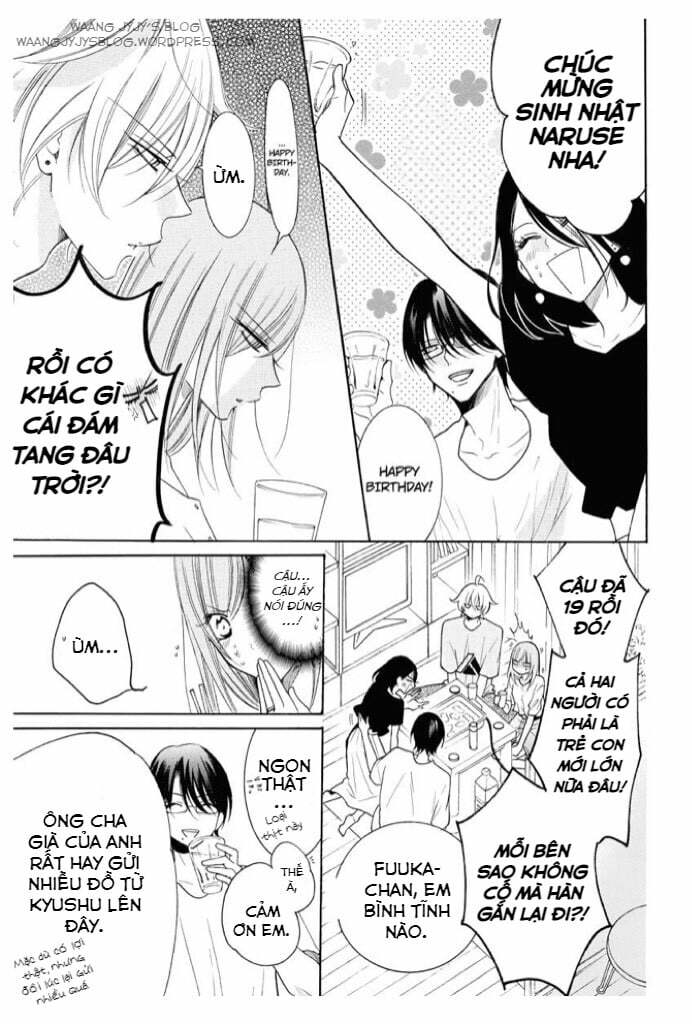 WAANG JYJY'S BLOG
WAANGJYJYSBLOG.WORDPRESS.COM
CHÚC
MỪNG
SINH NHẬT
NARUSE
NHA!
HAPPY
BIRTHDAY!
...
HAPPY
BIRTH-
DAY.
ỪM.
RỒI CÓ
KHÁC GÌ
CÁI ĐÁM
TANG ĐÂU
TRỜI?!
CẬU ĐÃ
19 RỒI
ĐÓ!
CẢ HAI
NGƯỜI CÓ
PHẢI LÀ
TRẺ CON
MỚI LỚN
NỮA ĐÂU!
MỖI BÊN
SAO KHÔNG
CỐ MÀ HÀN
GẮN LẠI ĐI?!
FUUKA-
CHAN, EM
BÌNH TĨNH
NÀO.
CẬU...
CẬU ẤY
NÓI ĐÚNG
...!
ỪM...
NGON
THẬT
...
Loại
thịt này
THẾ
À,
CẢM
ƠN EM.
ÔNG CHA
GIÀ CỦA ANH
RẤT HAY GỬI
NHIỀU ĐỒ TỪ
KYUSHU LÊN
ĐÂY.
Mặc dù có lợi
thật, nhưng
đôi lúc lại gửi
nhiều quá